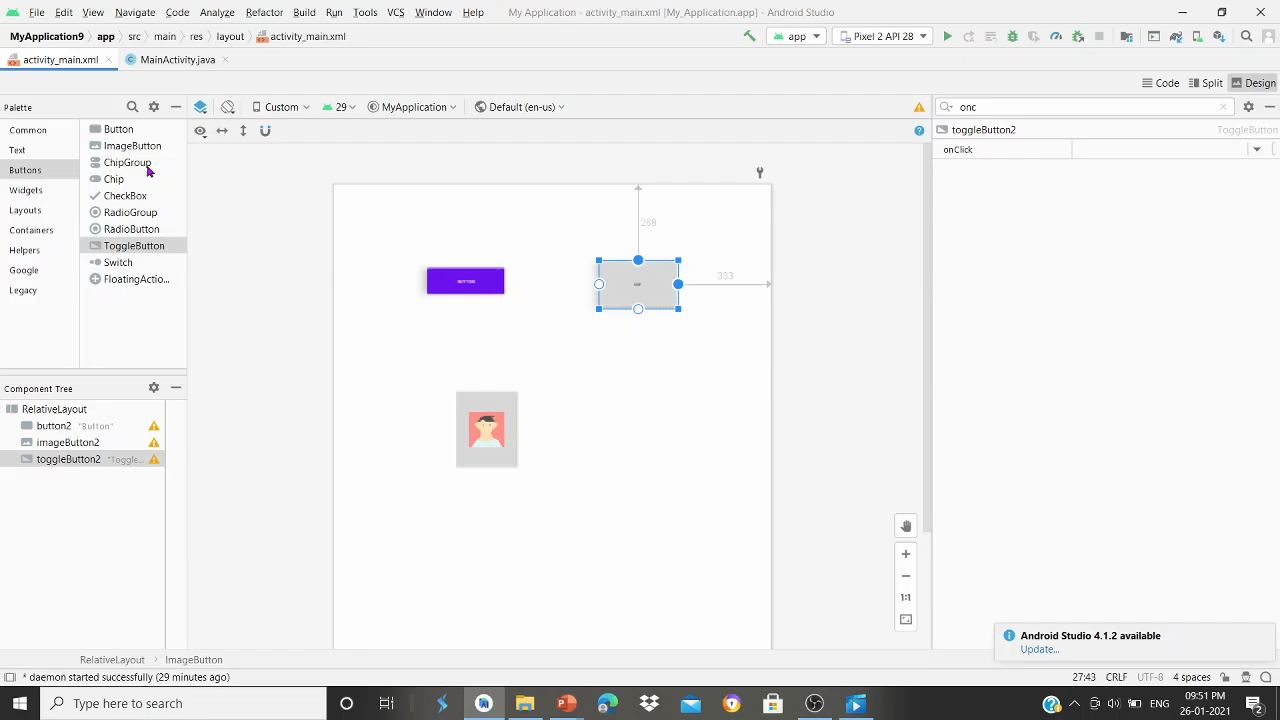 File Edit View Navigate Code Analyze Refactor Build Run Tools VCS Window Help My Application - activity_main.xml [My_Application.app] - Android Studio
MyApplication9 app src main res layout activity_main.xml app Pixel 2 API 28
activity_main.xml MainActivity.java
Code Split Design
Palette Custom 29 MyApplication Default (en-us) onc
Common
Text
Buttons
Widgets
Layouts
Containers
Helpers
Google
Legacy
Button
ImageButton
ChipGroup
Chip
CheckBox
RadioGroup
RadioButton
ToggleButton
Switch
FloatingActio...
toggleButton2 ToggleButton
onClick
268
333
BUTTON
OFF
Component Tree
RelativeLayout
button2 "Button"
imageButton2
toggleButton2 "Toggle...
1:1
Android Studio 4.1.2 available
Update...
RelativeLayout ImageButton
* daemon started successfully (29 minutes ago) 27:43 CRLF UTF-8 4 spaces
Type here to search
ENG
09:51 PM
26-01-2021